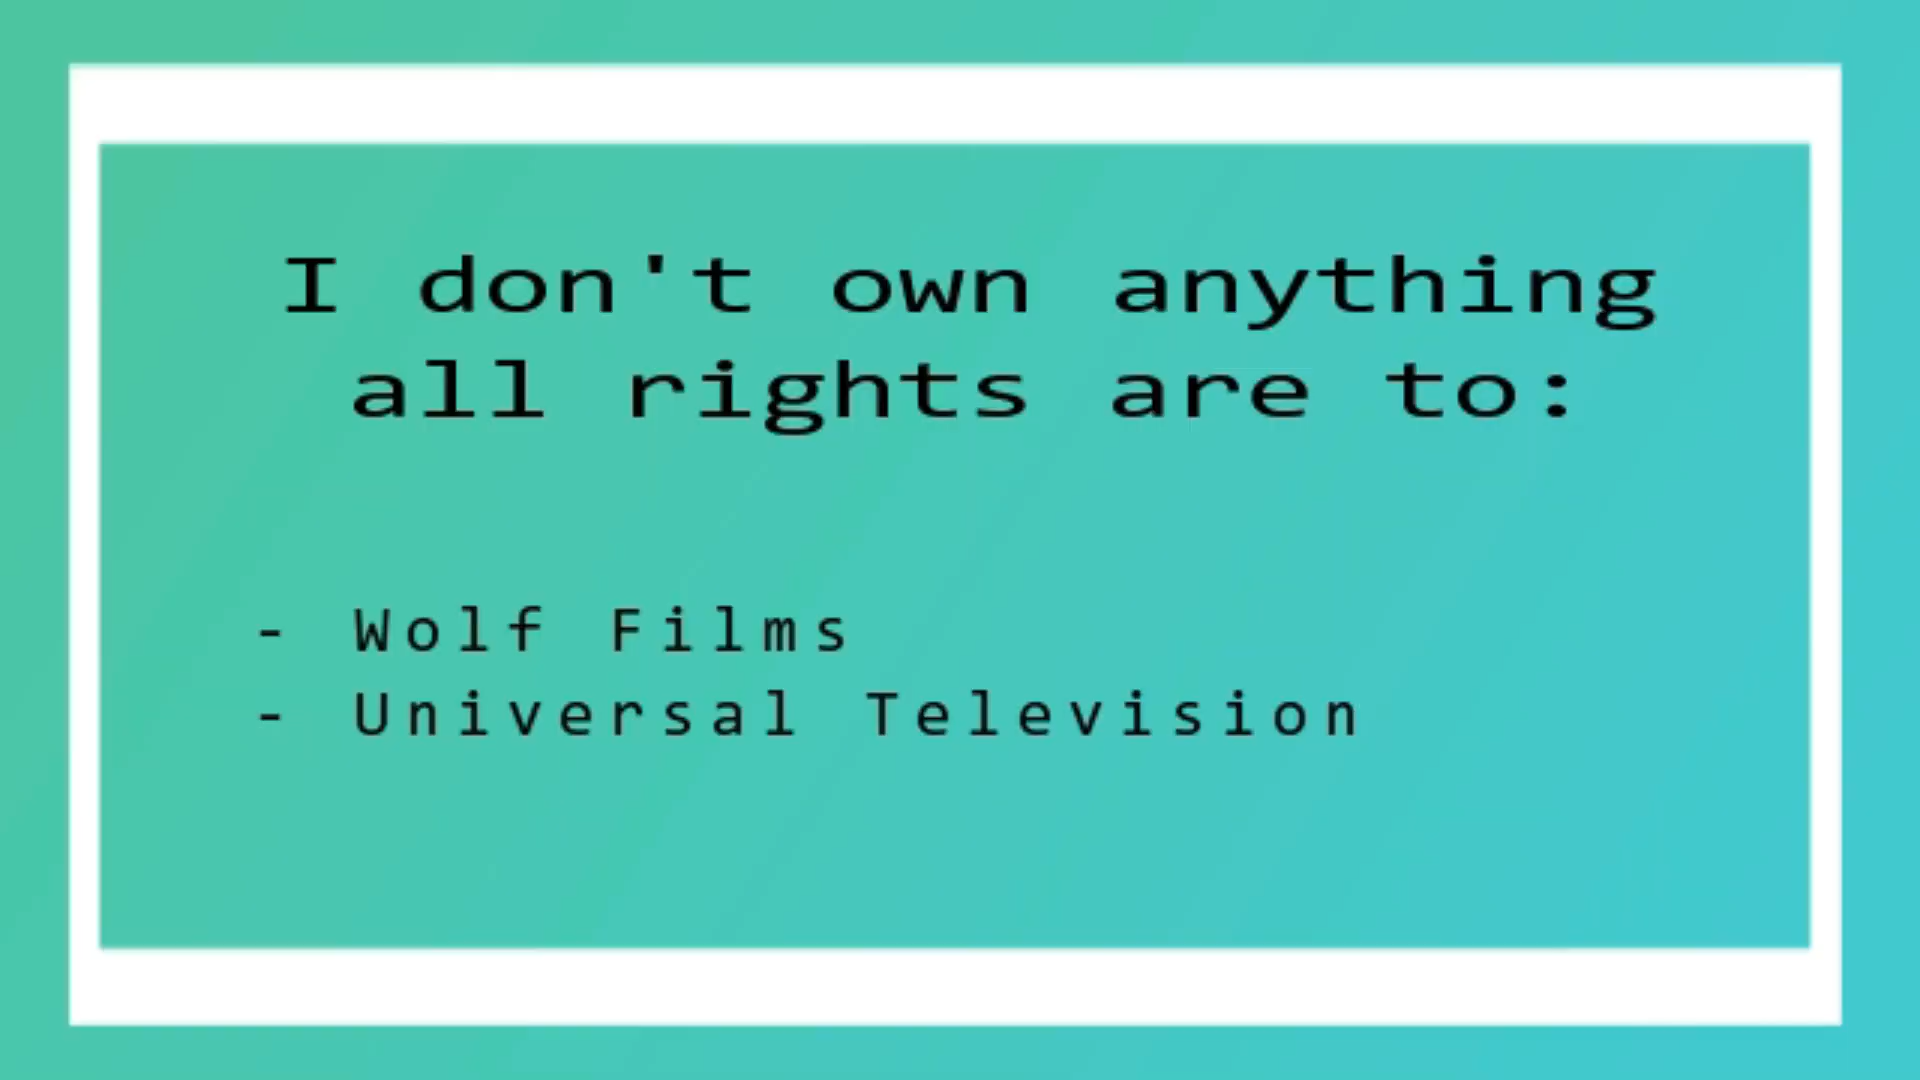 I don't own anything
all rights are to:
- Wolf Films
- Universal Television